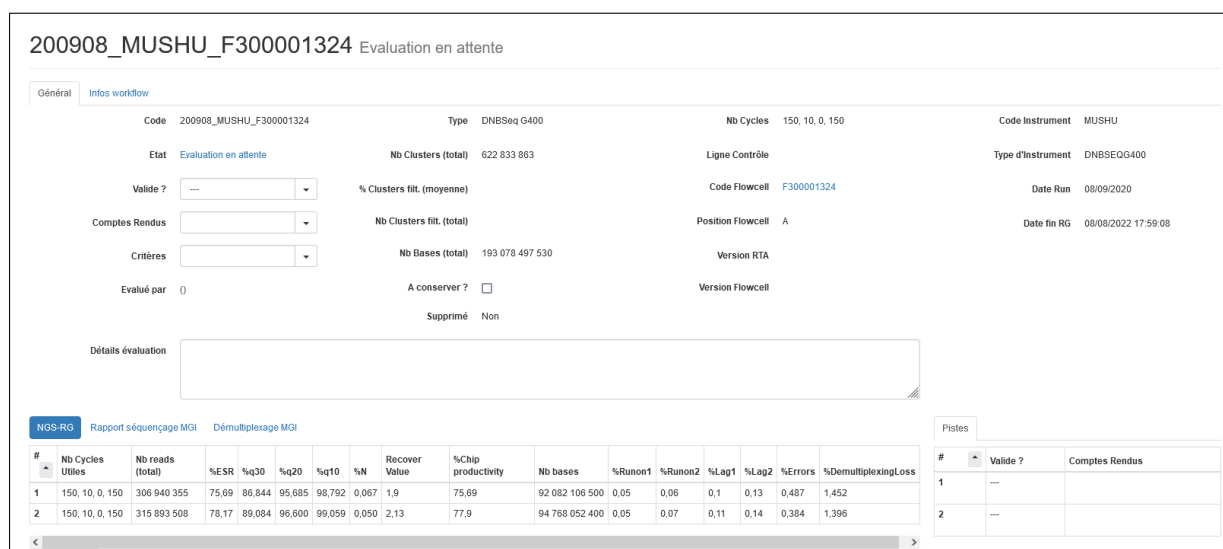 200908_MUSHU_F300001324 Evaluation en attente
Général Infos workflow
Code 200908_MUSHU_F300001324 Type DNBSeq G400 Nb Cycles 150, 10, 0, 150 Code Instrument MUSHU
Etat Evaluation en attente Nb Clusters (total) 622 833 863 Ligne Contrôle Type d'Instrument DNBSEQG400
Valide ? --- % Clusters filt. (moyenne) Code Flowcell F300001324 Date Run 08/09/2020
Comptes Rendus Nb Clusters filt. (total) Position Flowcell A Date fin RG 08/08/2022 17:59:08
Critères Nb Bases (total) 193 078 497 530 Version RTA
Evalué par () A conserver ? Version Flowcell
Supprimé Non
Détails évaluation
NGS-RG Rapport séquençage MGI Démultiplexage MGI Pistes
# Nb Cycles Utiles Nb reads (total) %ESR %q30 %q20 %q10 %N Recover Value %Chip productivity Nb bases %Runon1 %Runon2 %Lag1 %Lag2 %Errors %DemultiplexingLoss # Valide ? Comptes Rendus
1 150, 10, 0, 150 306 940 355 75,69 86,844 95,685 98,792 0,067 1,9 75,69 92 082 106 500 0,05 0,06 0,1 0,13 0,487 1,452 1 ---
2 150, 10, 0, 150 315 893 508 78,17 89,084 96,600 99,059 0,050 2,13 77,9 94 768 052 400 0,05 0,07 0,11 0,14 0,384 1,396 2 ---